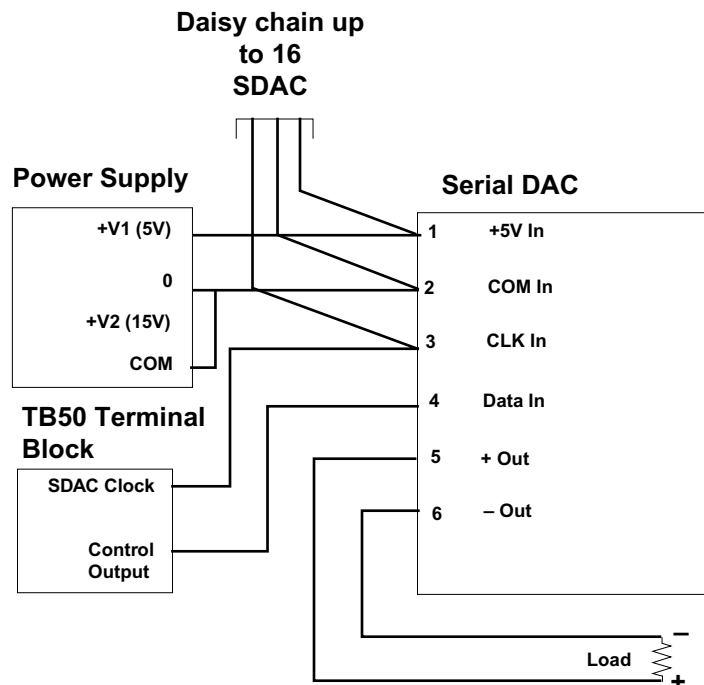 Daisy chain up
to 16
SDAC
Power Supply
+V1 (5V)
0
+V2 (15V)
COM
TB50 Terminal
Block
SDAC Clock
Control
Output
Serial DAC
1 +5V In
2 COM In
3 CLK In
4 Data In
5 + Out
6 – Out
Load
–
+